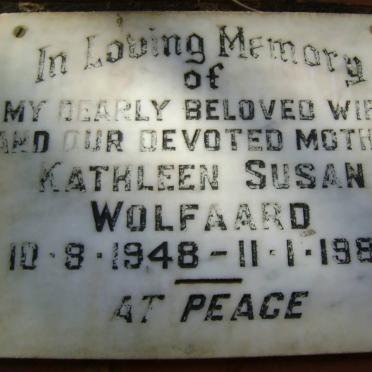 In Loving Memory
of
MY DEARLY BELOVED WIF
AND OUR DEVOTED MOTH
KATHLEEN SUSAN
WOLFAARD
10·8·1948–11·1·198
AT PEACE